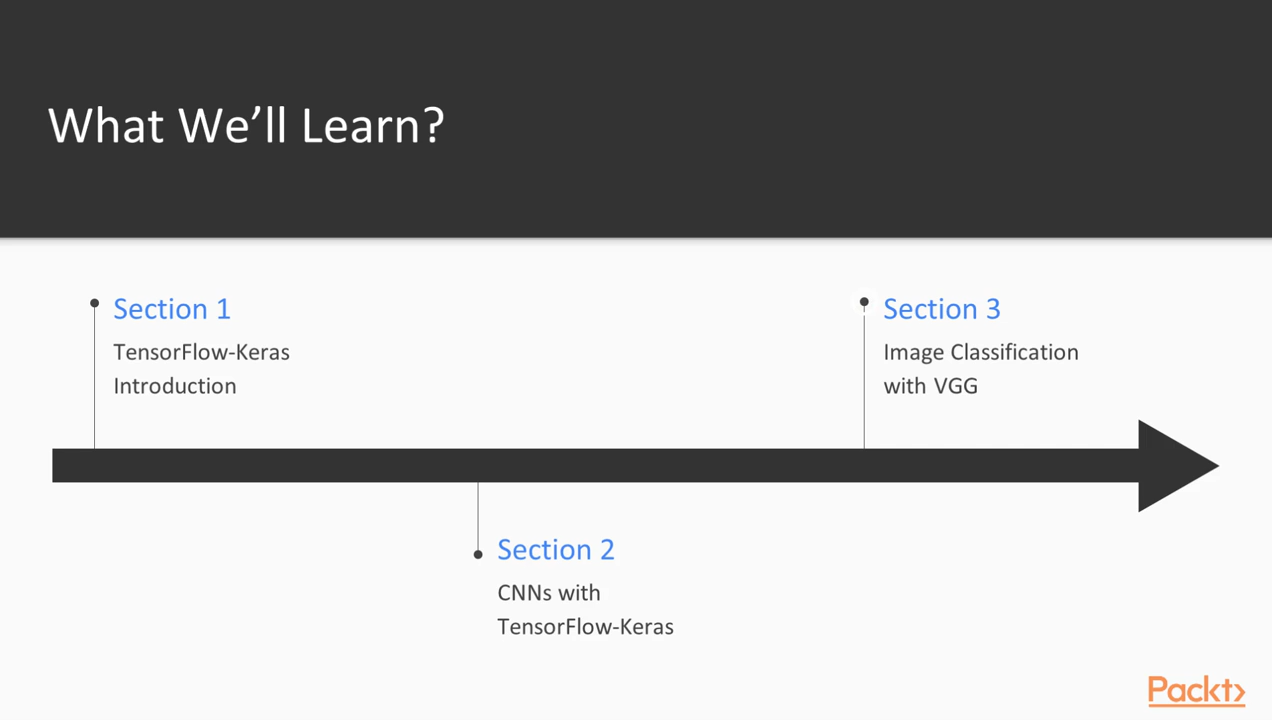 What We’ll Learn?
Section 1
TensorFlow-Keras
Introduction
Section 3
Image Classification
with VGG
Section 2
CNNs with
TensorFlow-Keras
Packt>